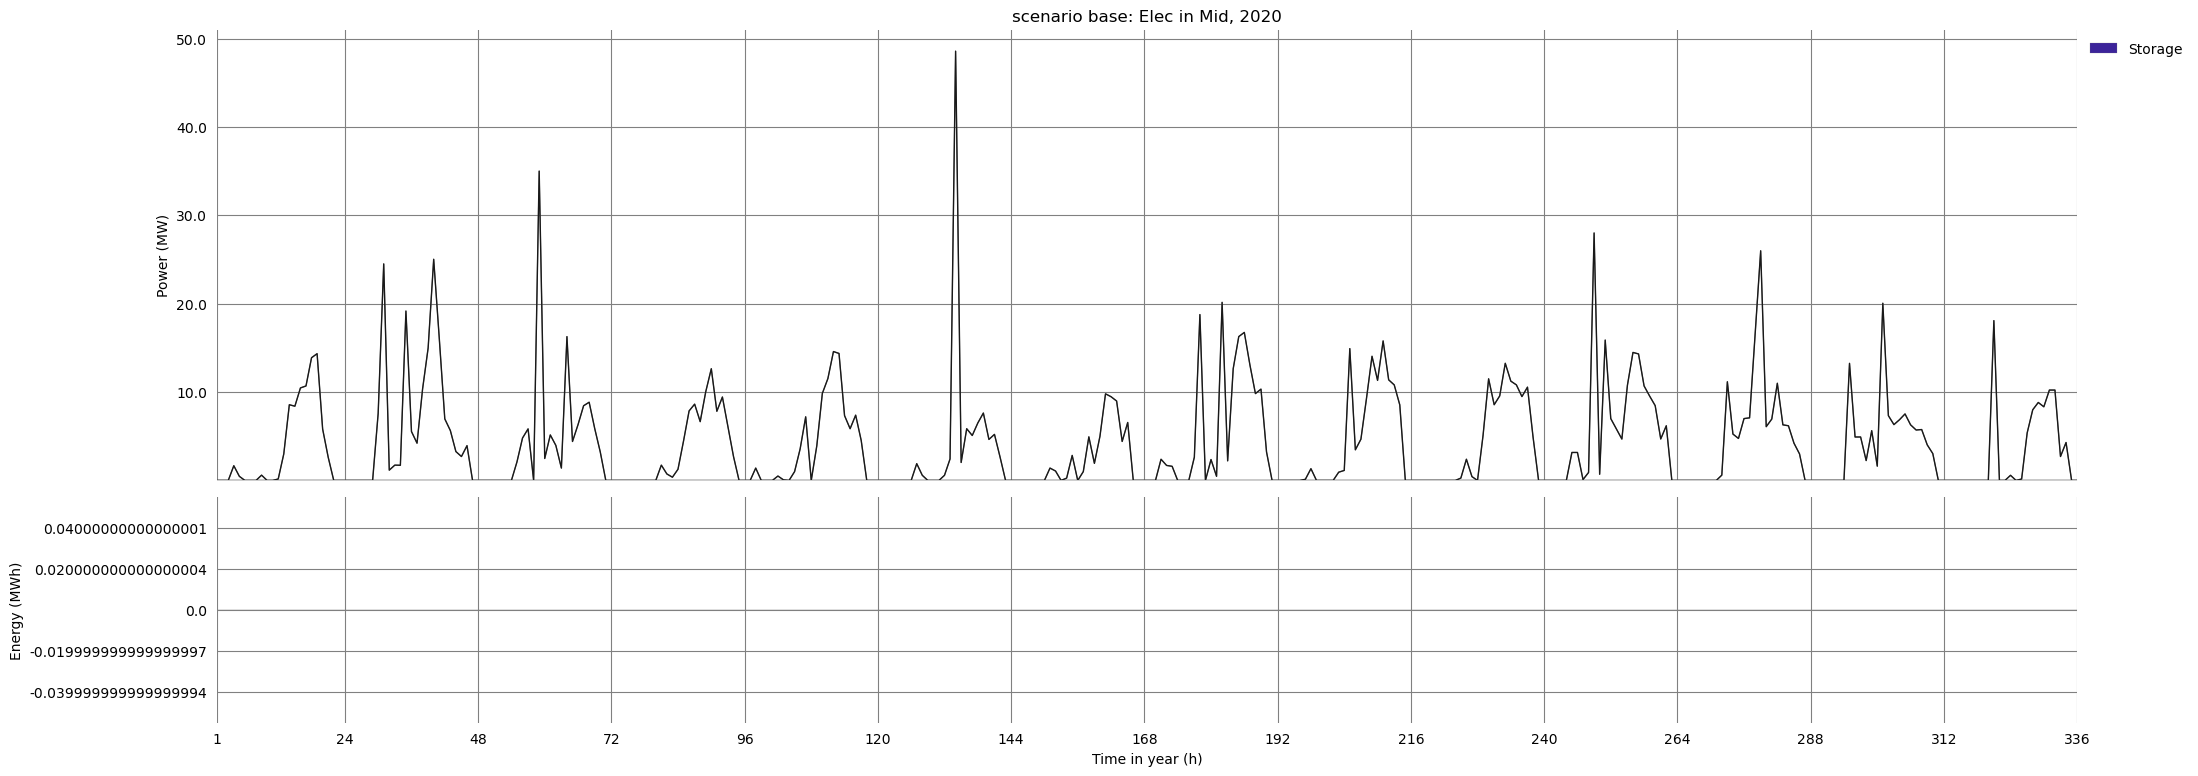 scenario base: Elec in Mid, 2020
50.0
Storage
40.0
30.0
Power (MW)
20.0
10.0
0.040000000000000001
0.020000000000000004
Energy (MWh)
0.0
-0.019999999999999997
-0.039999999999999994
1 24 48 72 96 120 144 168 192 216 240 264 288 312 336
Time in year (h)